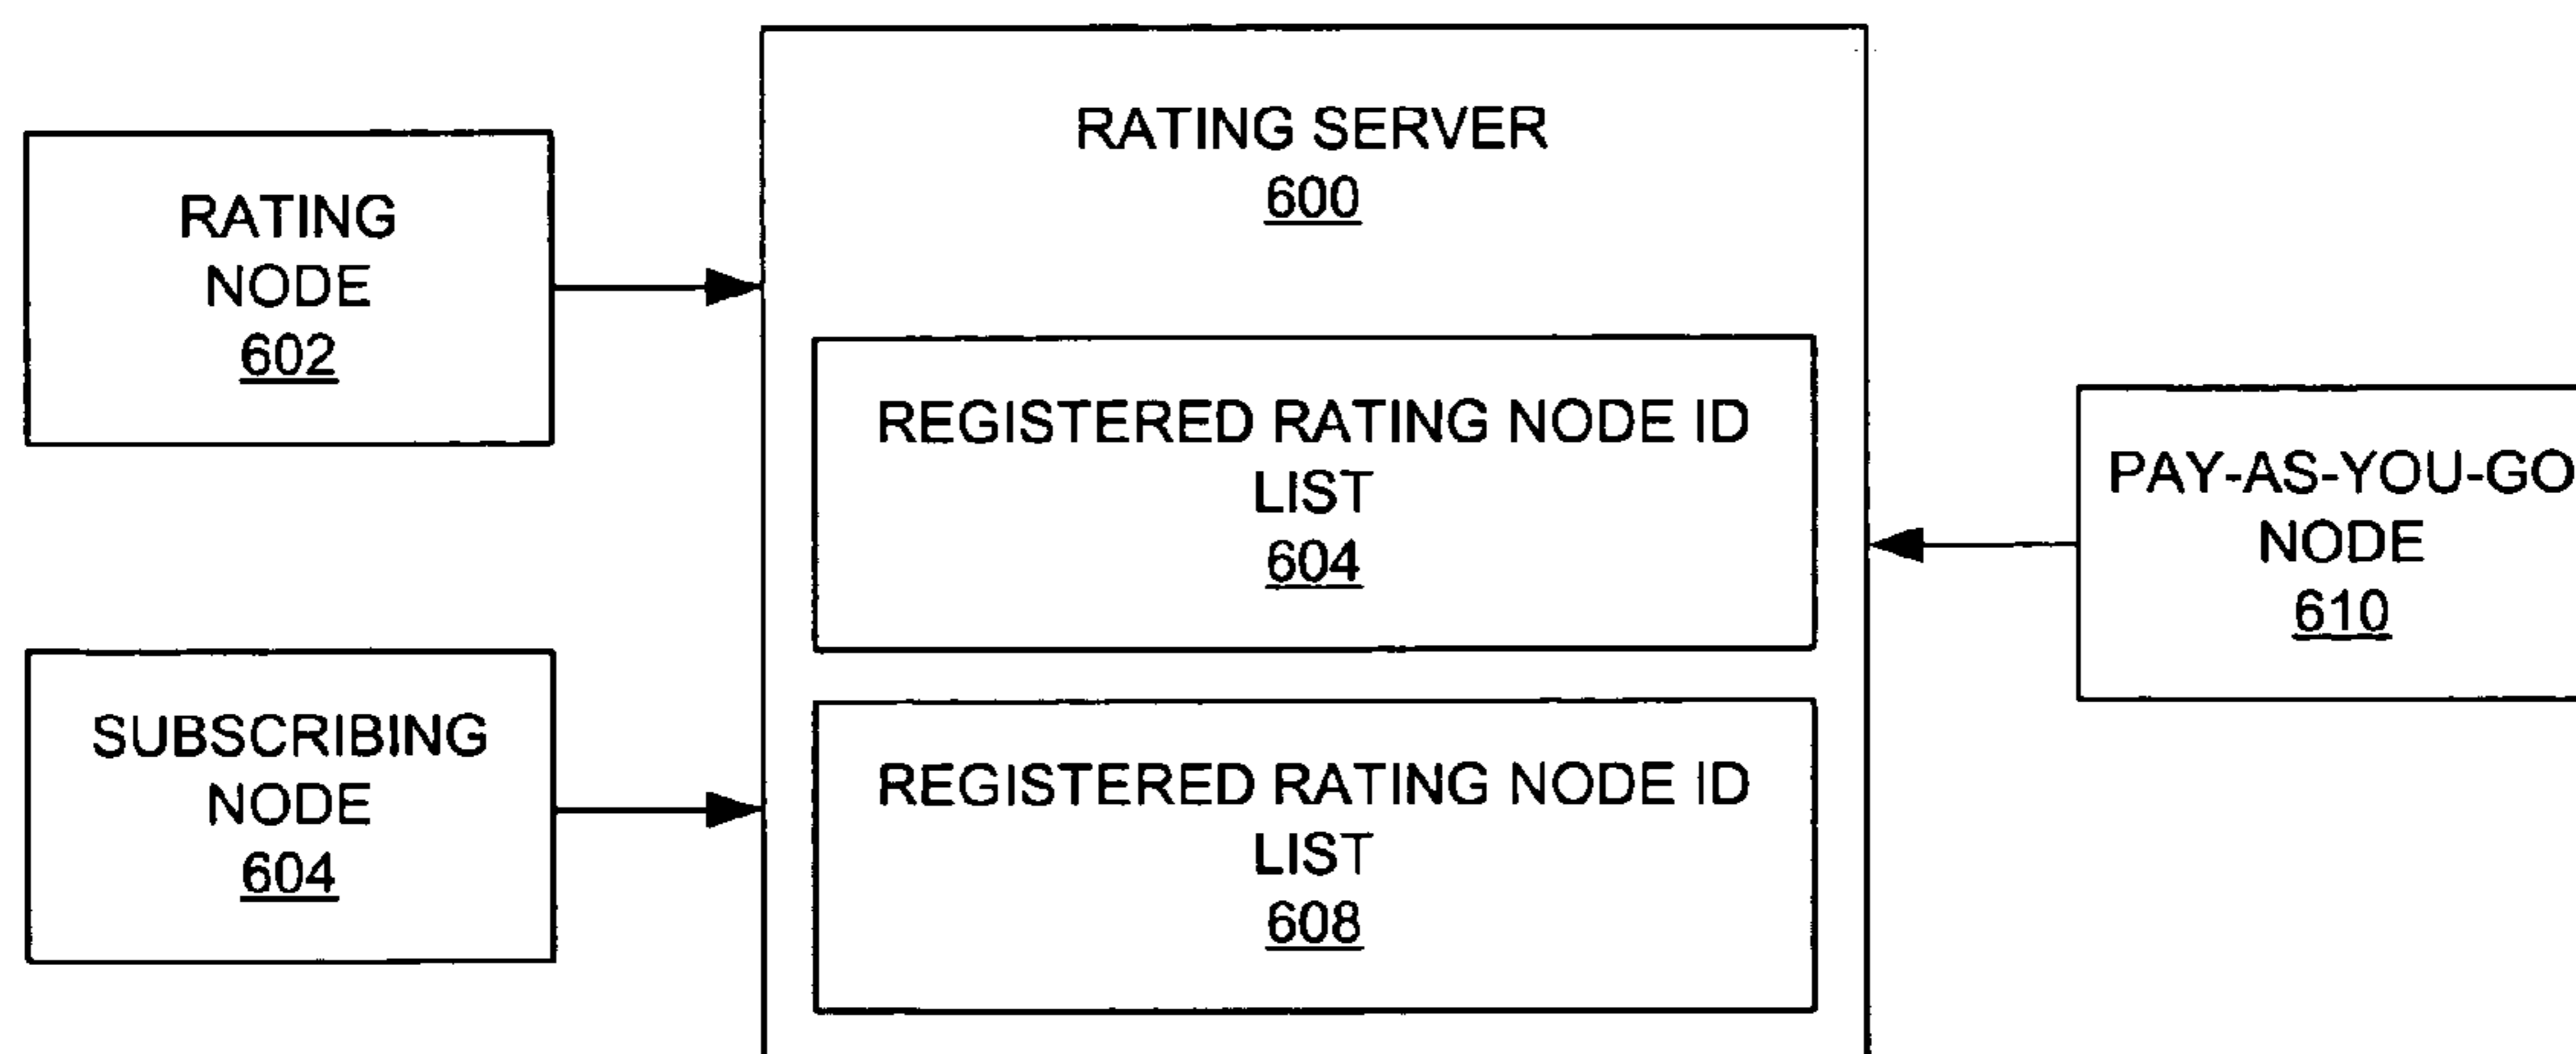 RATING SERVER
600
RATING
NODE
602
REGISTERED RATING NODE ID
LIST
604
SUBSCRIBING
NODE
604
REGISTERED RATING NODE ID
LIST
608
PAY-AS-YOU-GO
NODE
610